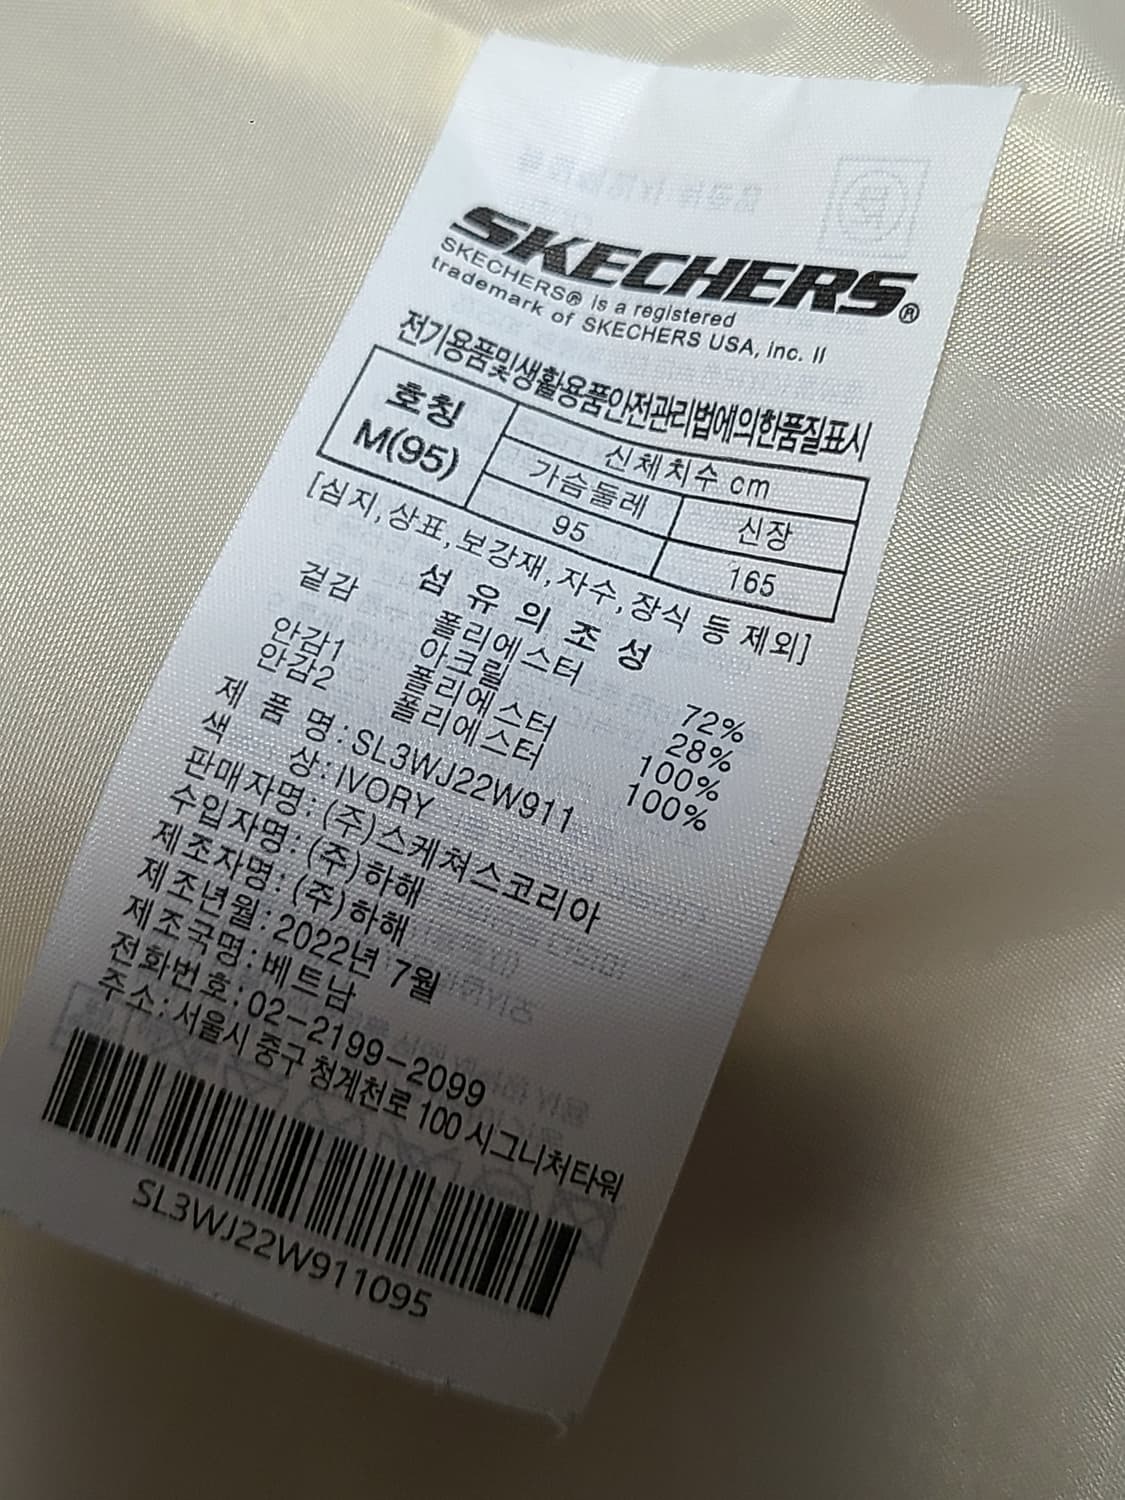 SKECHERS®
SKECHERS® is a registered
trademark of SKECHERS USA, inc. II
전기용품및생활용품안전관리법에의한품질표시
호칭 신체치수 cm
M(95) 가슴둘레 신장
95 165
[심지,상표,보강재,자수,장식 등 제외]
섬 유 의 조 성
겉감 폴리에스터 72%
아크릴 28%
안감1 폴리에스터 100%
안감2 폴리에스터 100%
제 품 명:SL3WJ22W911
색 상:IVORY
판매자명:(주)스케쳐스코리아
수입자명:(주)하해
제조자명:(주)하해
제조년월:2022년 7월
제조국명:베트남
전화번호:02-2199-2099
주소:서울시 중구 청계천로 100 시그니처타워
SL3WJ22W911095